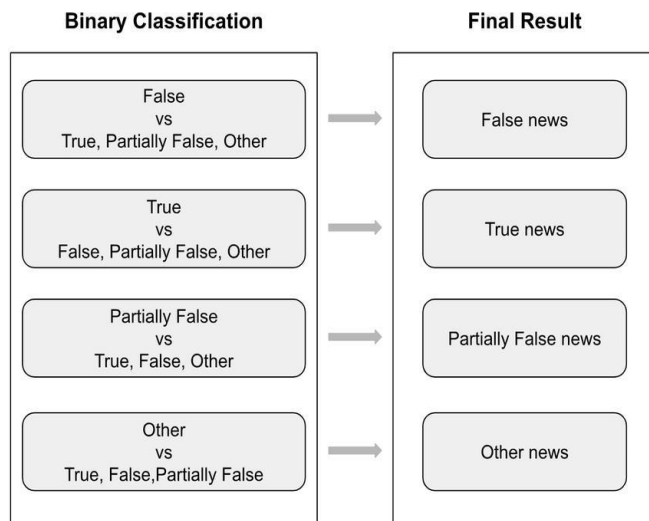 Binary Classification
Final Result
False
vs
True, Partially False, Other
False news
True
vs
False, Partially False, Other
True news
Partially False
vs
True, False, Other
Partially False news
Other
vs
True, False,Partially False
Other news